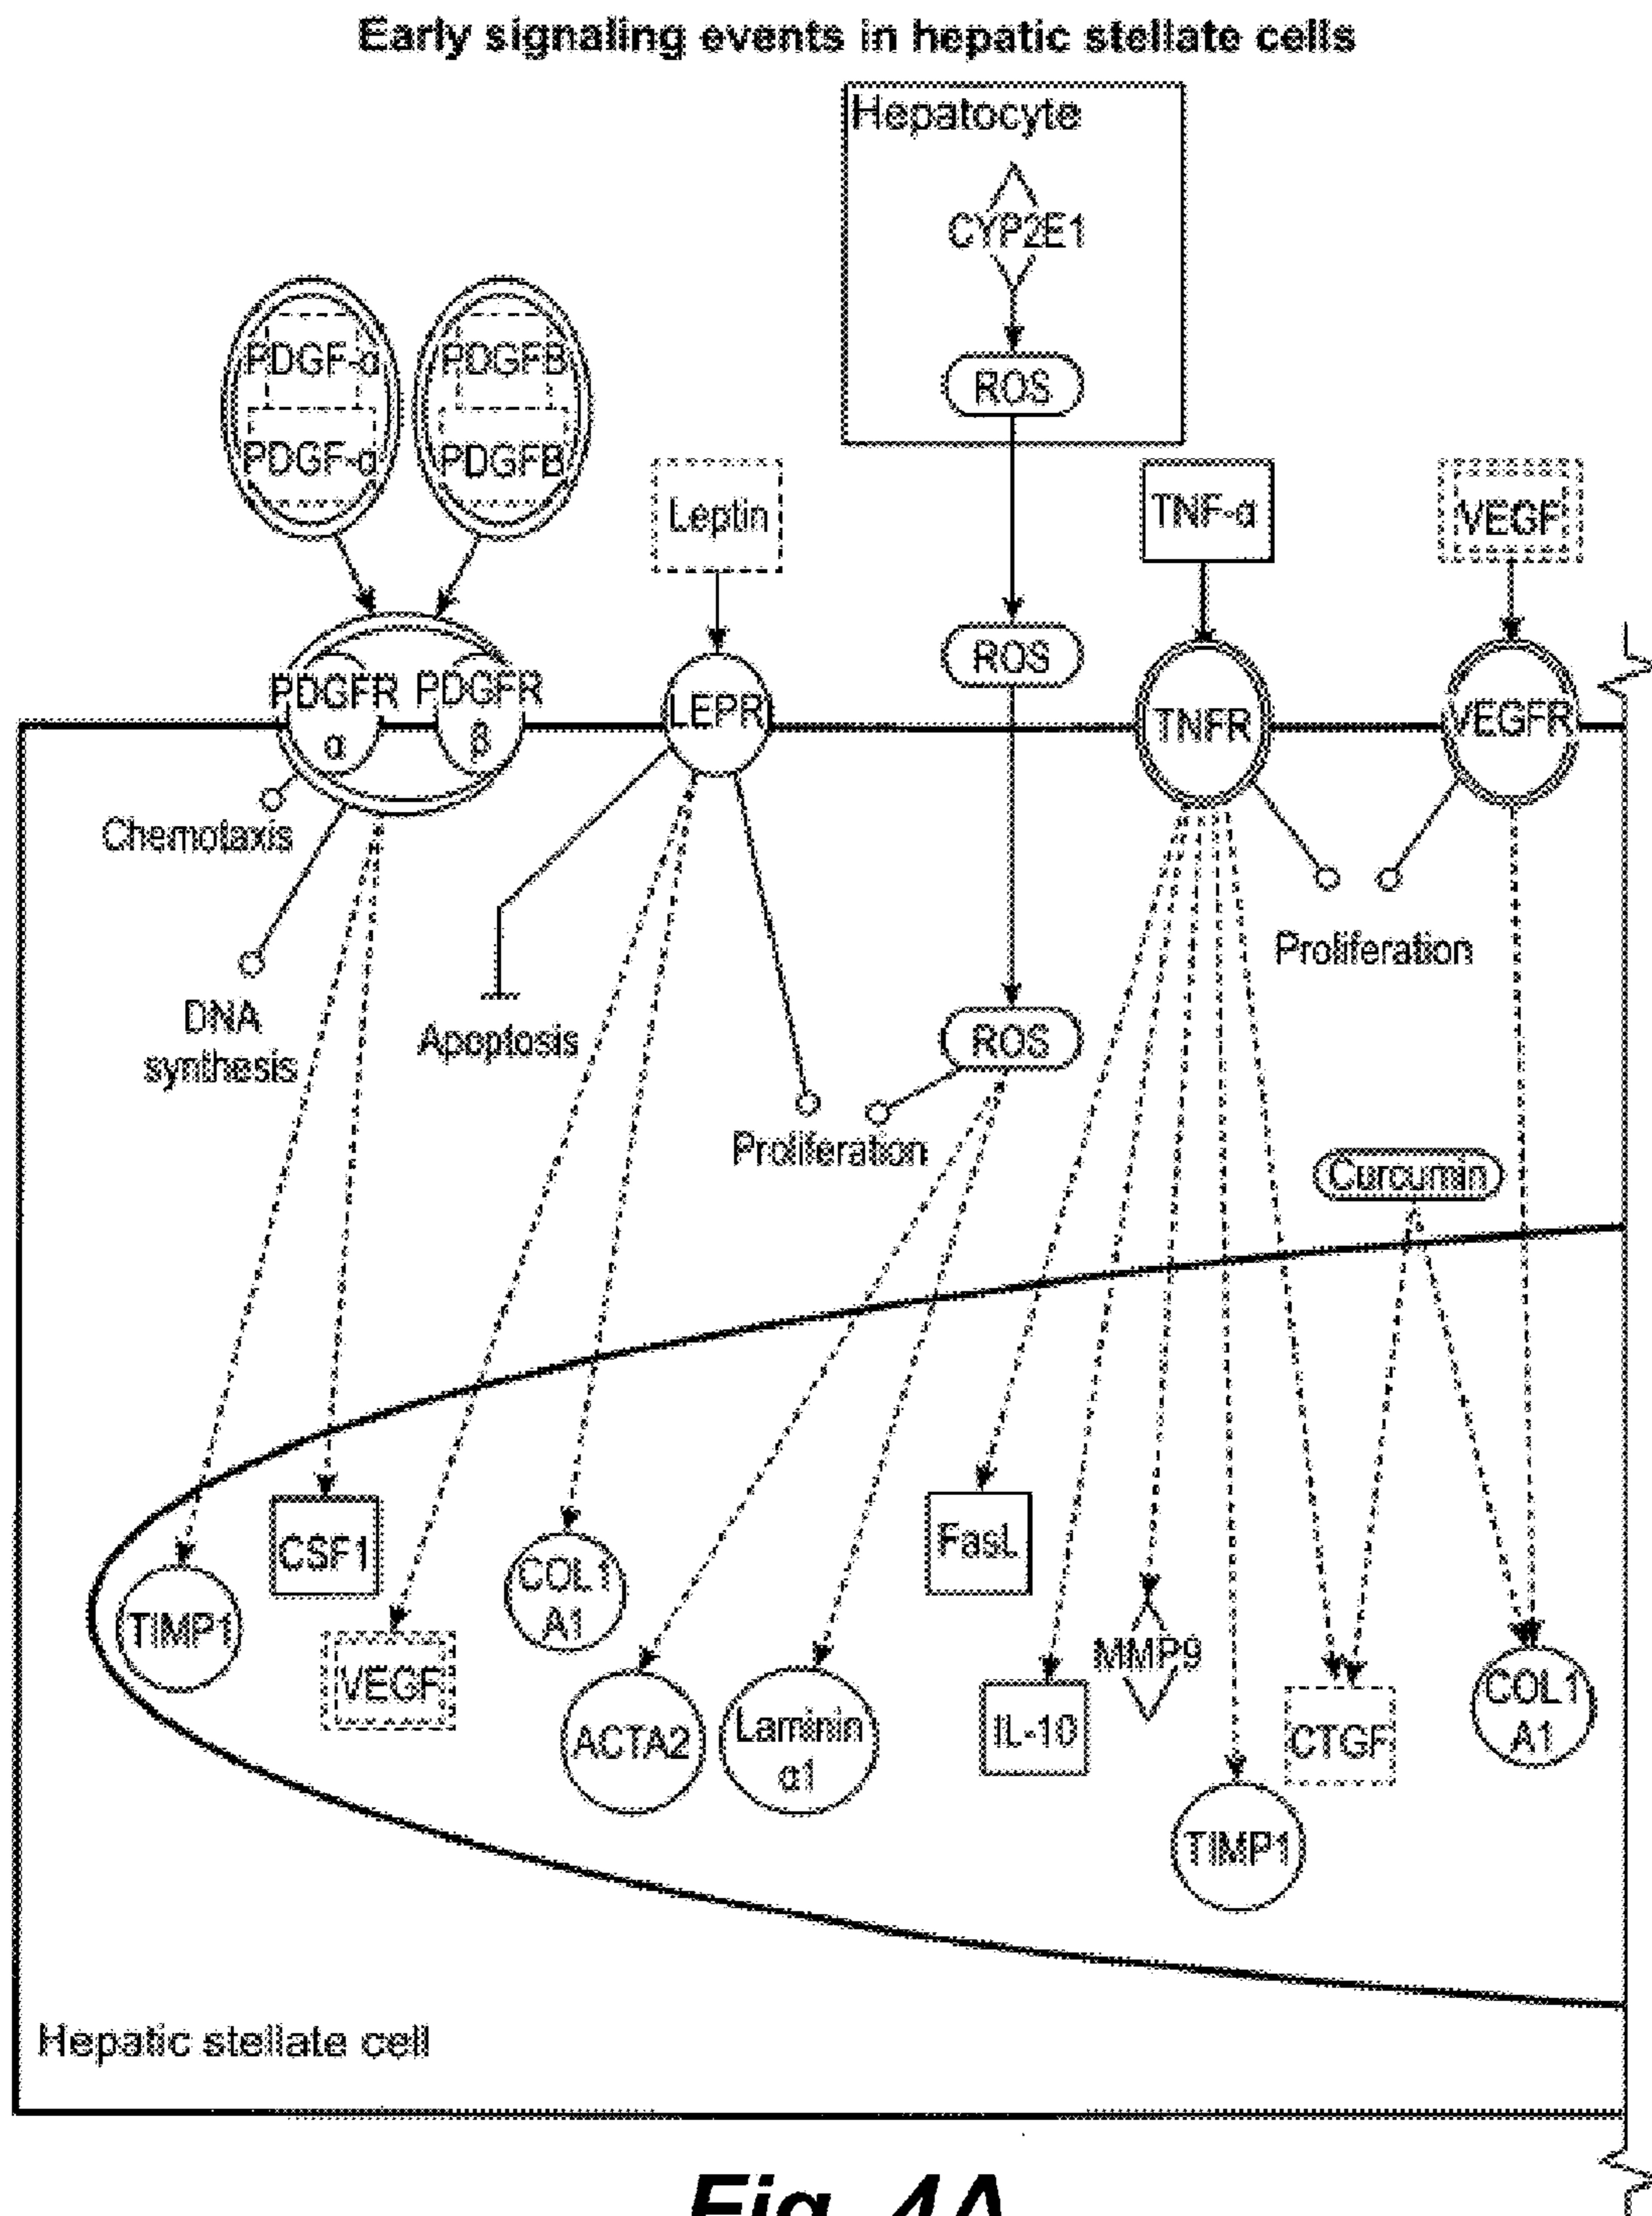 Early signaling events in hepatic stellate cells
Hepatocyte
CYP2E1
ROS
PDGF-α
PDGF-α
PDGFB
PDGFB
Leptin
TNF-α
VEGF
ROS
PDGFR
α
PDGFR
β
LEPR
TNFR
VEGFR
Chemotaxis
DNA
synthesis
Apoptosis
ROS
Proliferation
Proliferation
Curcumin
TIMP1
CSF1
VEGF
COL1
A1
ACTA2
Laminin
α1
FasL
IL-10
MMP9
TIMP1
CTGF
COL1
A1
Hepatic stellate cell
Fig. 4A